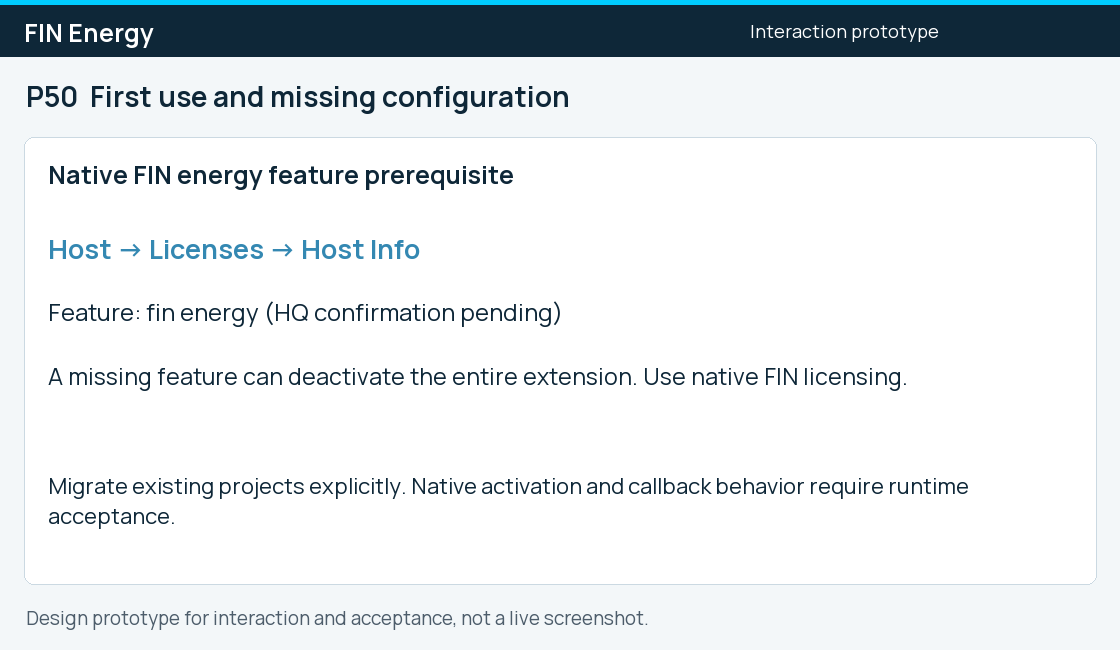 FIN Energy
Interaction prototype
P50 First use and missing configuration
Native FIN energy feature prerequisite
Host → Licenses → Host Info
Feature: fin energy (HQ confirmation pending)
A missing feature can deactivate the entire extension. Use native FIN licensing.
Migrate existing projects explicitly. Native activation and callback behavior require runtime
acceptance.
Design prototype for interaction and acceptance, not a live screenshot.